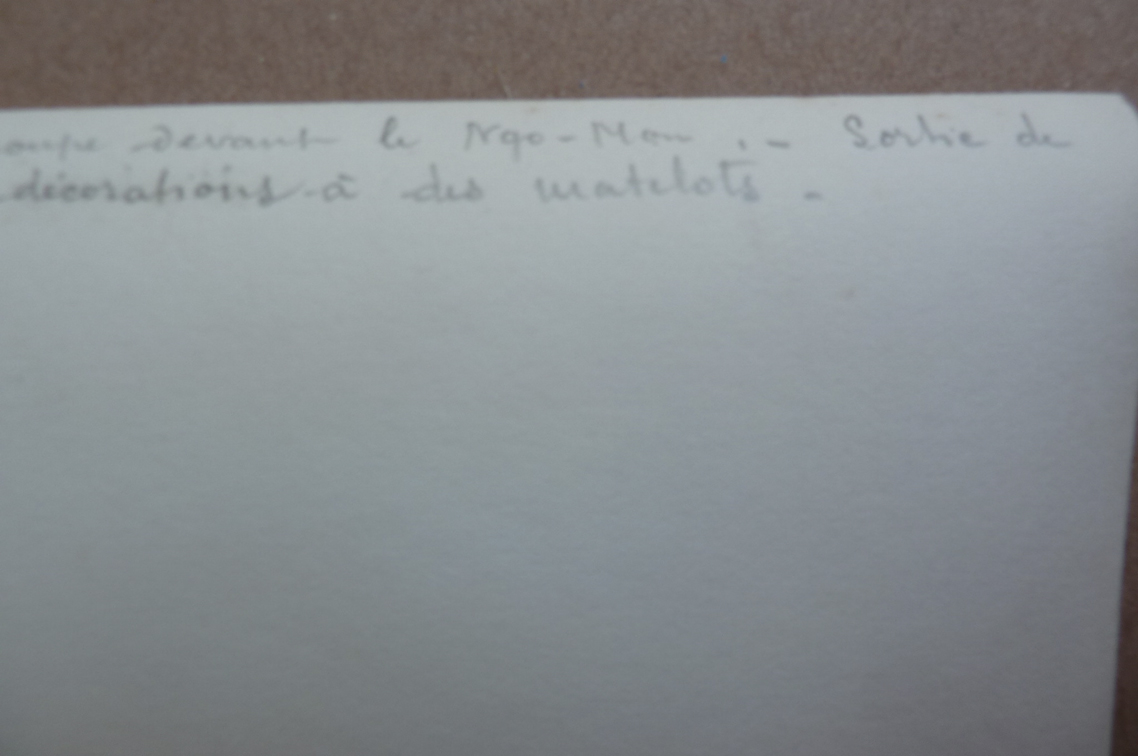 oupe devant le Ngo-Mon .- Sortie de
décorations à des matelots .-